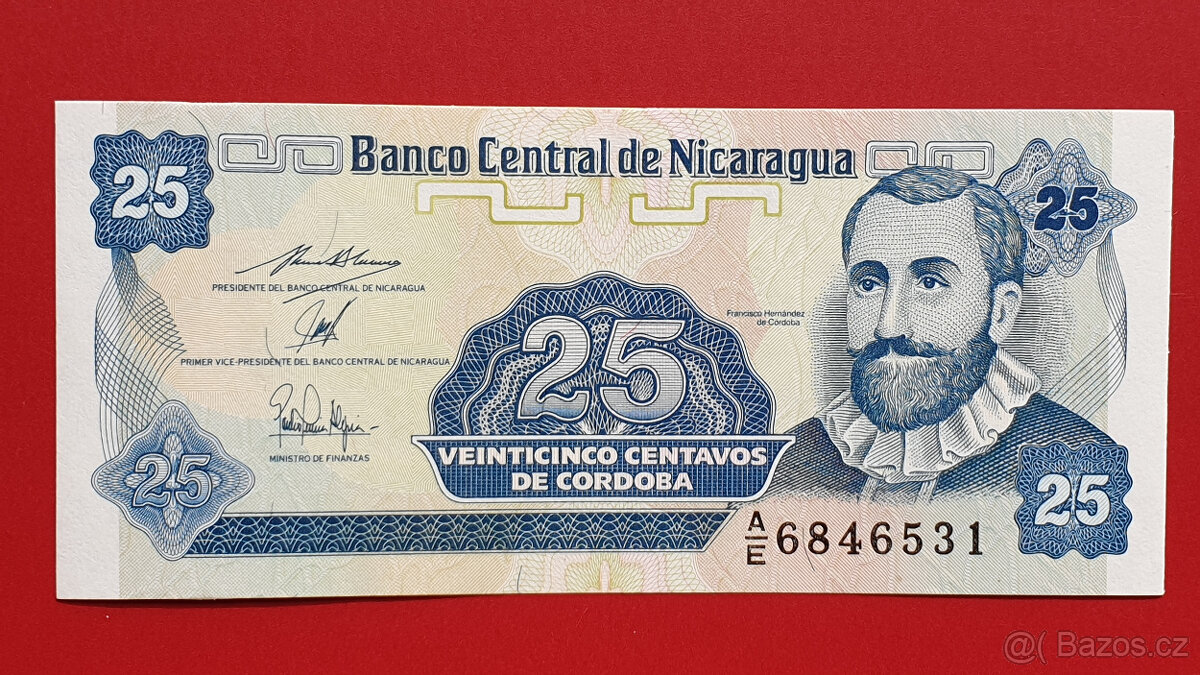 Banco Central de Nicaragua
25
25
PRESIDENTE DEL BANCO CENTRAL DE NICARAGUA
Francisco Hernández
de Cordoba
25
PRIMER VICE-PRESIDENTE DEL BANCO CENTRAL DE NICARAGUA
MINISTRO DE FINANZAS
VEINTICINCO CENTAVOS
DE CORDOBA
25
25
A/E 6846531
@( Bazos.cz